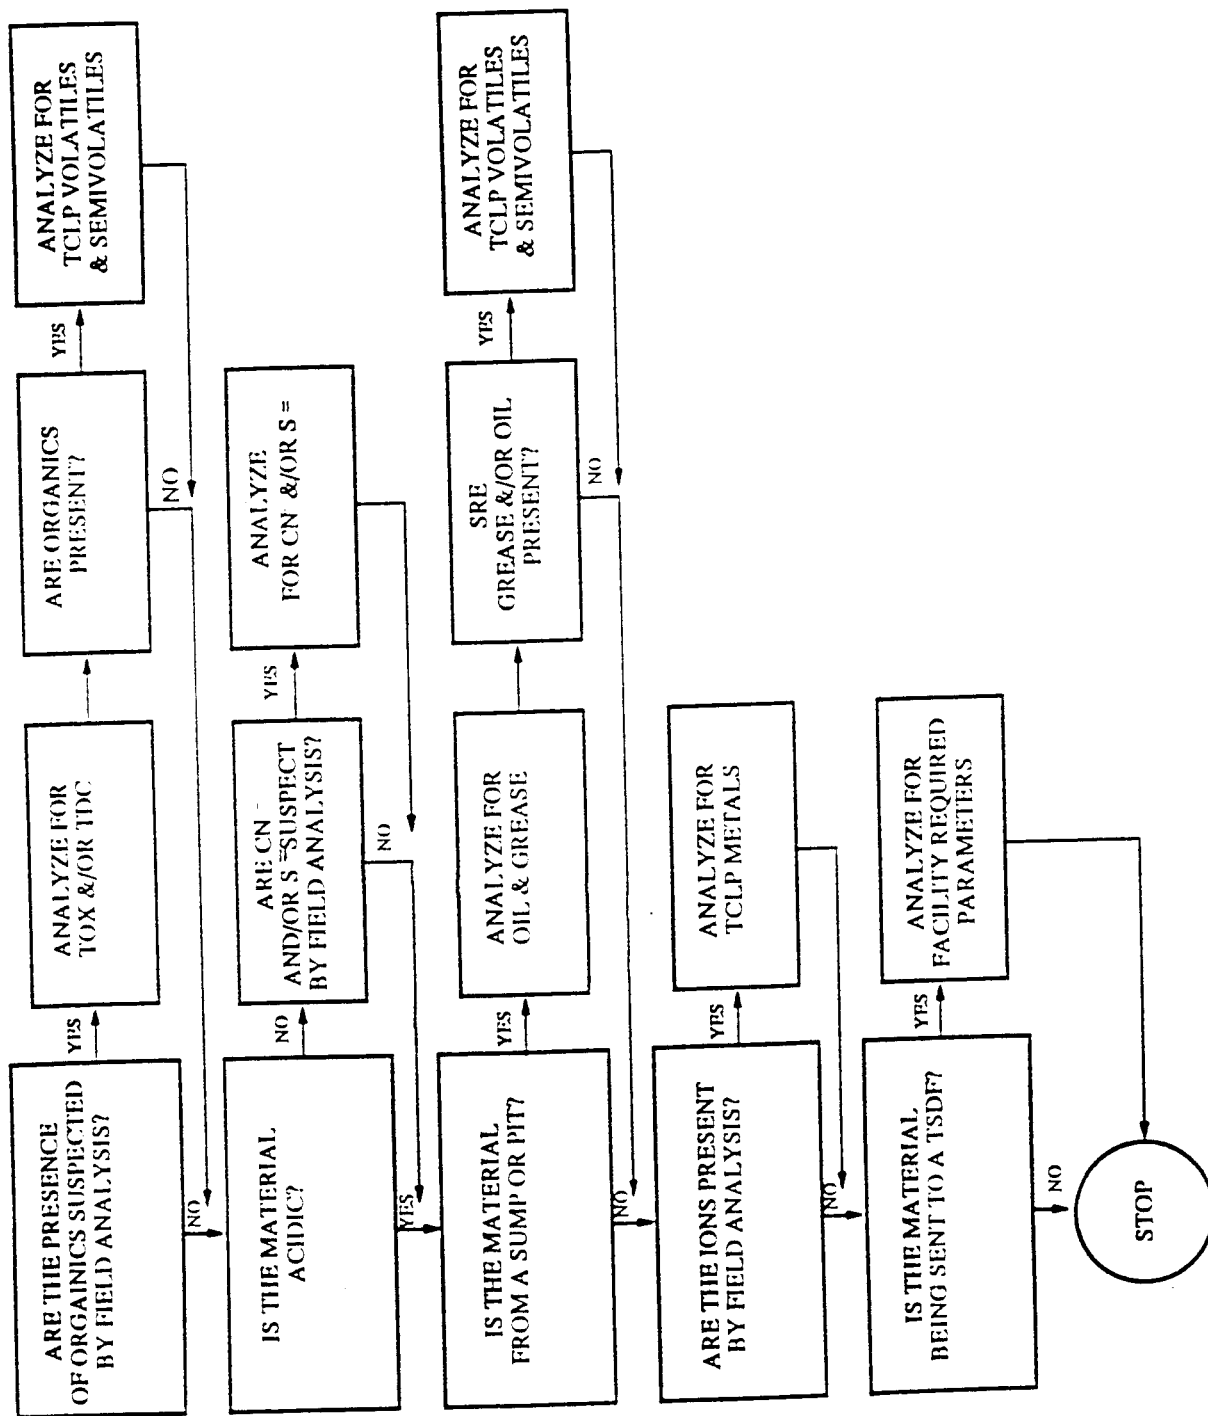 ARE THE PRESENCE
OF ORGAINICS SUSPECTED
BY FIELD ANALYSIS?
YES
ANALYZE FOR
TOX &/OR TDC
ARE ORGANICS
PRESENT?
YES
ANALYZE FOR
TCLP VOLATILES
& SEMIVOLATILES
NO
NO
IS THE MATERIAL
ACIDIC?
NO
ARE CN-
AND/OR S= SUSPECT
BY FIELD ANALYSIS?
YES
ANALYZE
FOR CN- &/OR S =
NO
YES
IS THE MATERIAL
FROM A SUMP OR PIT?
YES
ANALYZE FOR
OIL & GREASE
SRE
GREASE &/OR OIL
PRESENT?
YES
ANALYZE FOR
TCLP VOLATILES
& SEMIVOLATILES
NO
NO
ARE THE IONS PRESENT
BY FIELD ANALYSIS?
YES
ANALYZE FOR
TCLP METALS
NO
IS THE MATERIAL
BEING SENT TO A TSDF?
YES
ANALYZE FOR
FACILITY REQUIRED
PARAMETERS
NO
STOP